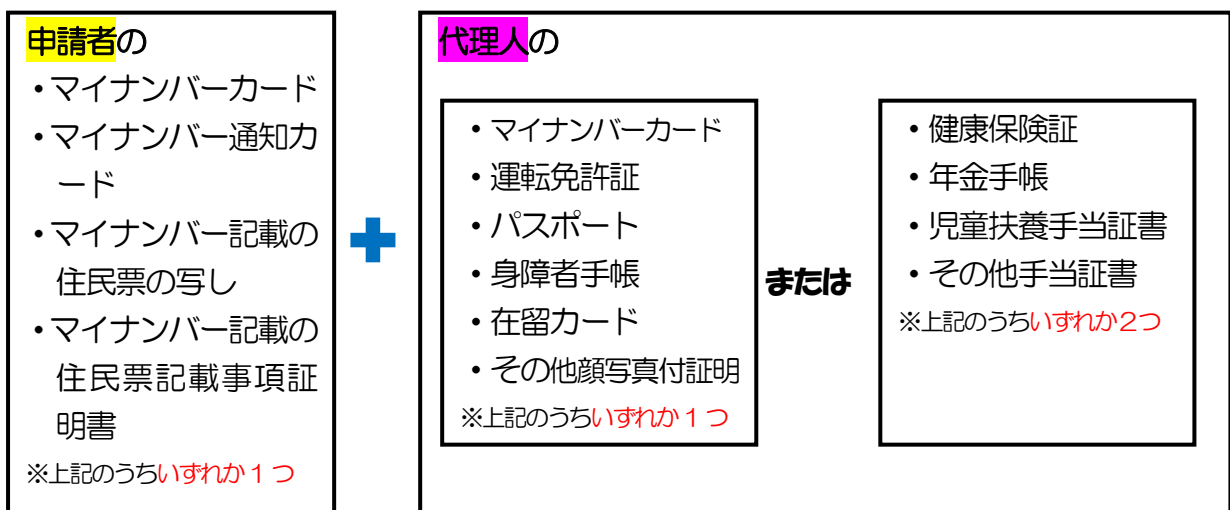 申請者の
・マイナンバーカード
・マイナンバー通知カ
ード
・マイナンバー記載の
住民票の写し
・マイナンバー記載の
住民票記載事項証
明書
※上記のうちいずれか1つ
代理人の
・マイナンバーカード
・運転免許証
・パスポート
・身障者手帳
・在留カード
・その他顔写真付証明
※上記のうちいずれか1つ
または
・健康保険証
・年金手帳
・児童扶養手当証書
・その他手当証書
※上記のうちいずれか2つ